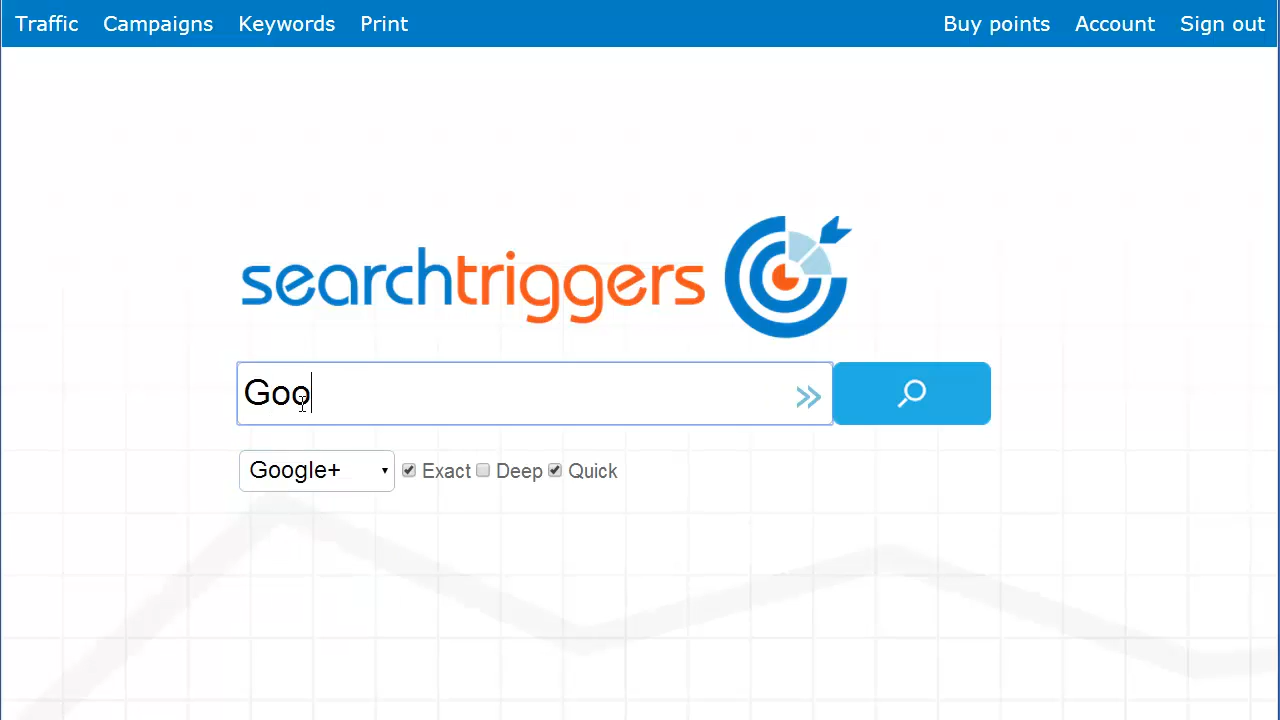 Traffic Campaigns Keywords Print Buy points Account Sign out
searchtriggers
Goo
Google+ Exact Deep Quick